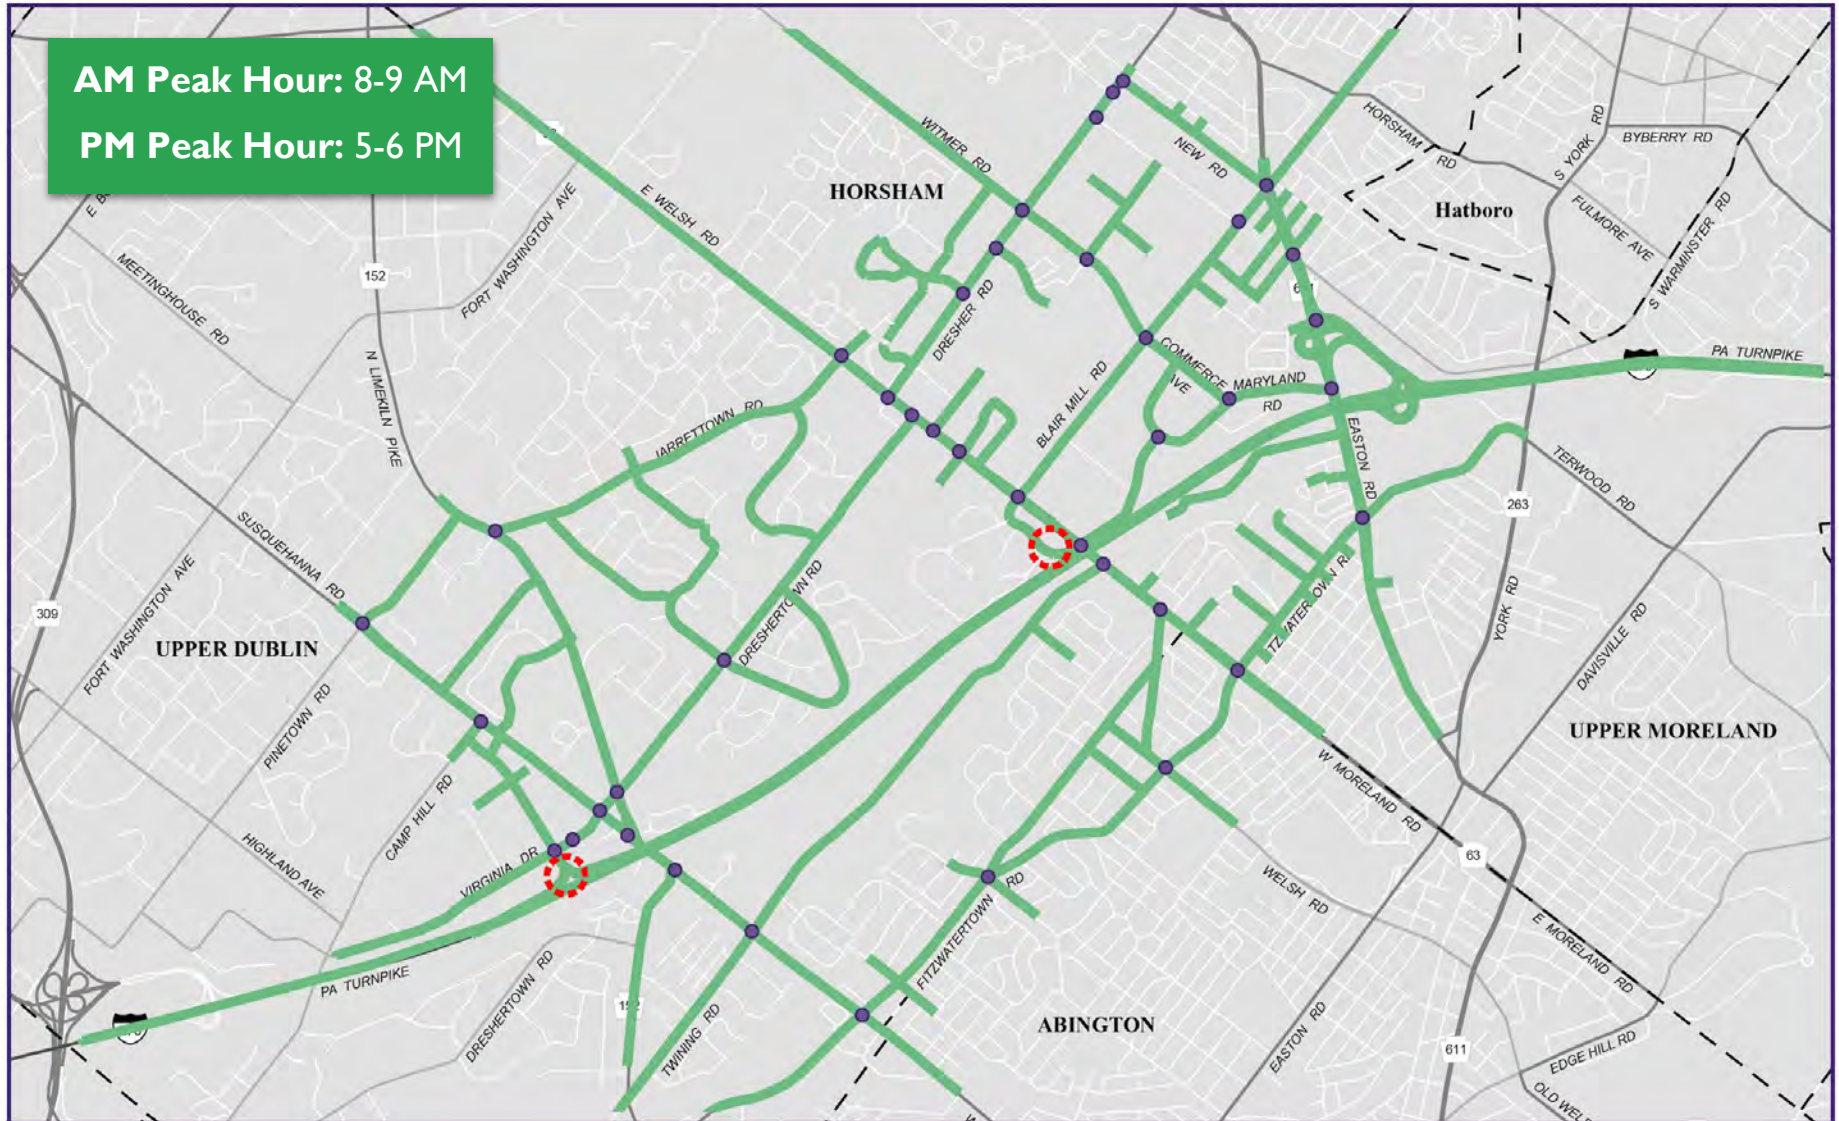 AM Peak Hour: 8-9 AM
PM Peak Hour: 5-6 PM
HORSHAM RD
S YORK RD
BYBERRY RD
WITMER RD
NEW RD
HORSHAM
E WELSH RD
FORT WASHINGTON AVE
Hatboro
FULMORE AVE
S WARMINSTER RD
MEETINGHOUSE RD
152
DRESHER RD
PA TURNPIKE
N LIMEKILN PIKE
COMMERCE AVE
MARYLAND RD
BLAIR MILL RD
JARRETTOWN RD
EASTON RD
TERWOOD RD
263
SUSQUEHANNA RD
FORT WASHINGTON AVE
309
DRESHERTOWN RD
YORK RD
DAVISVILLE RD
UPPER DUBLIN
PINETOWN RD
UPPER MORELAND
W MORELAND RD
CAMP HILL RD
HIGHLAND AVE
VIRGINIA DR
63
WELSH RD
RD
FITZWATERTOWN
E MORELAND RD
PA TURNPIKE
DRESHERTOWN RD
152
TWINING RD
ABINGTON
EASTON RD
611
EDGE HILL RD